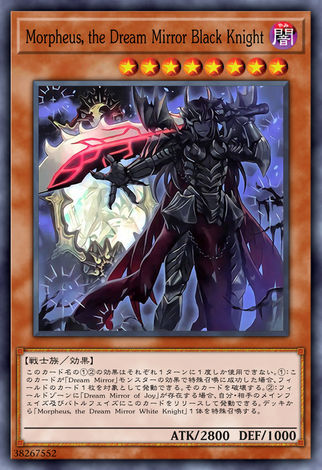 Morpheus, the Dream Mirror Black Knight
闇
【戦士族／効果】
このカード名の①②の効果はそれぞれ１ターンに１度しか使用できない。①：こ
のカードが「Dream Mirror」モンスターの効果で特殊召喚に成功した場合、フィ
ールドのカード１枚を対象として発動できる。そのカードを破壊する。②：フィ
ールドゾーンに「Dream Mirror of Joy」が存在する場合、自分・相手のメインフ
ェイズ及びバトルフェイズにこのカードをリリースして発動できる。デッキか
ら「Morpheus, the Dream Mirror White Knight」１体を特殊召喚する。
ATK/2800 DEF/1000
38267552